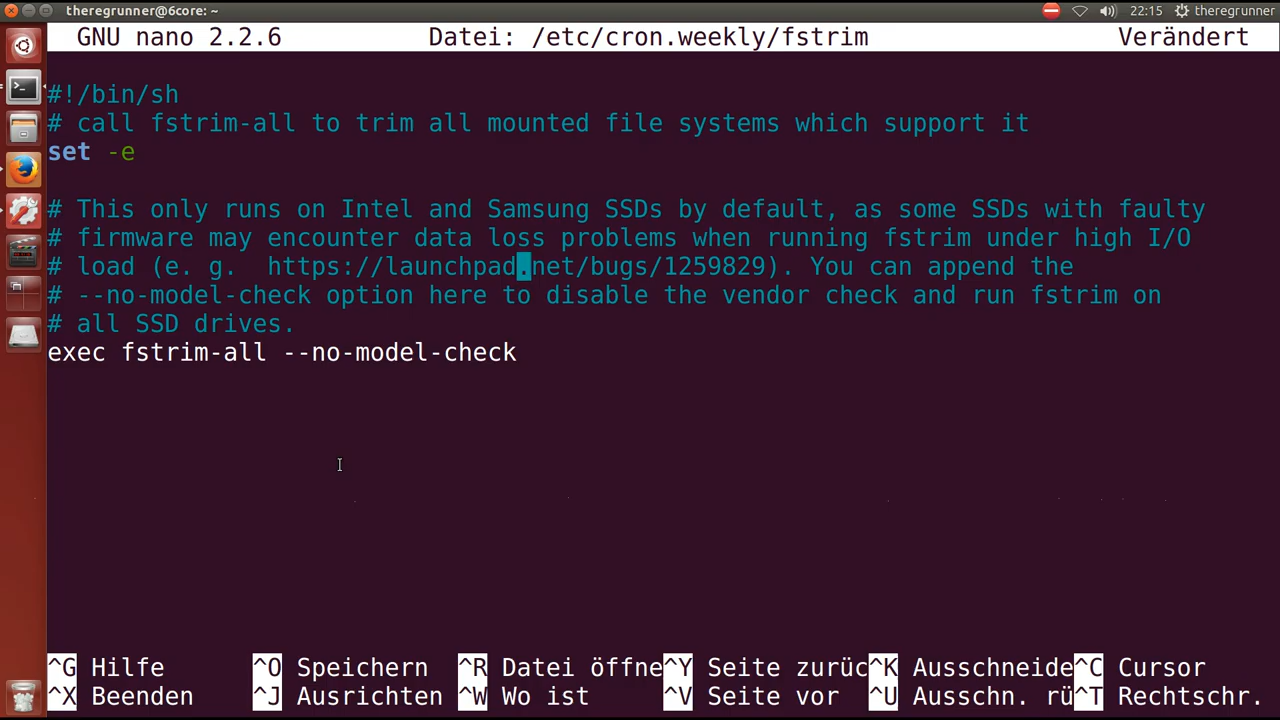 theregrunner@6core: ~
22:15 theregrunner
GNU nano 2.2.6 Datei: /etc/cron.weekly/fstrim Verändert
#!/bin/sh
# call fstrim-all to trim all mounted file systems which support it
set -e
# This only runs on Intel and Samsung SSDs by default, as some SSDs with faulty
# firmware may encounter data loss problems when running fstrim under high I/O
# load (e. g.  https://launchpad.net/bugs/1259829). You can append the
# --no-model-check option here to disable the vendor check and run fstrim on
# all SSD drives.
exec fstrim-all --no-model-check
^G Hilfe ^O Speichern ^R Datei öffne^Y Seite zurüc^K Ausschneide^C Cursor
^X Beenden ^J Ausrichten ^W Wo ist ^V Seite vor ^U Ausschn. rü^T Rechtschr.